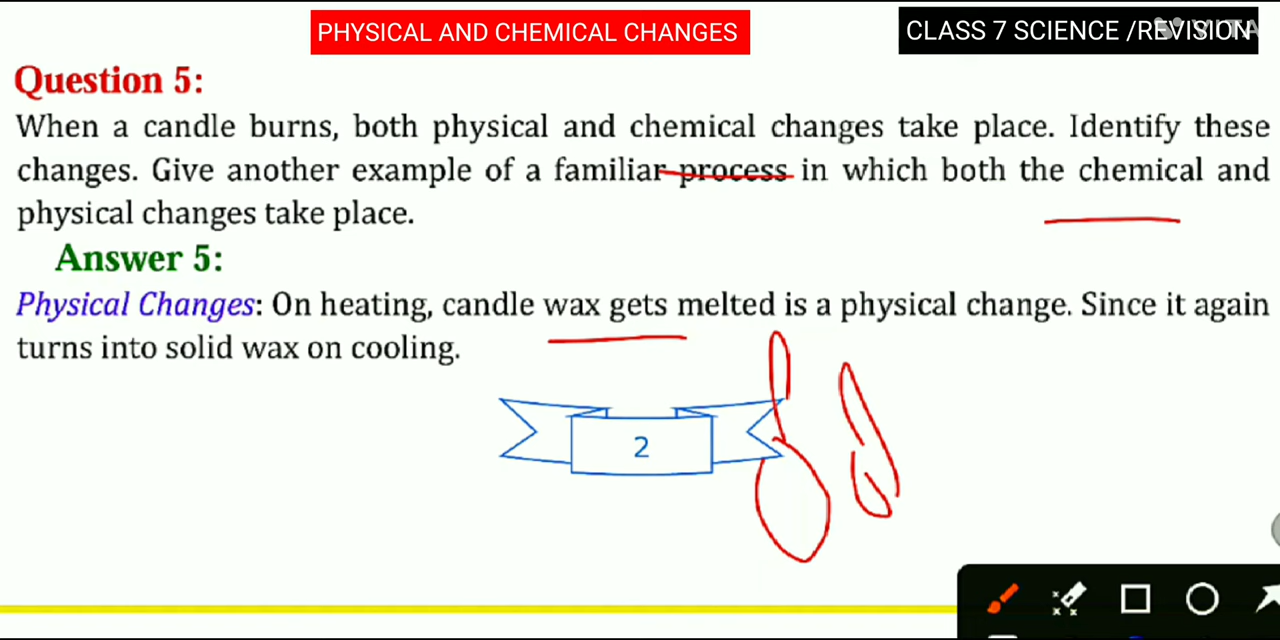 PHYSICAL AND CHEMICAL CHANGES
CLASS 7 SCIENCE /REVISION
Question 5:
When a candle burns, both physical and chemical changes take place. Identify these
changes. Give another example of a familiar process in which both the chemical and
physical changes take place.
Answer 5:
Physical Changes: On heating, candle wax gets melted is a physical change. Since it again
turns into solid wax on cooling.
2